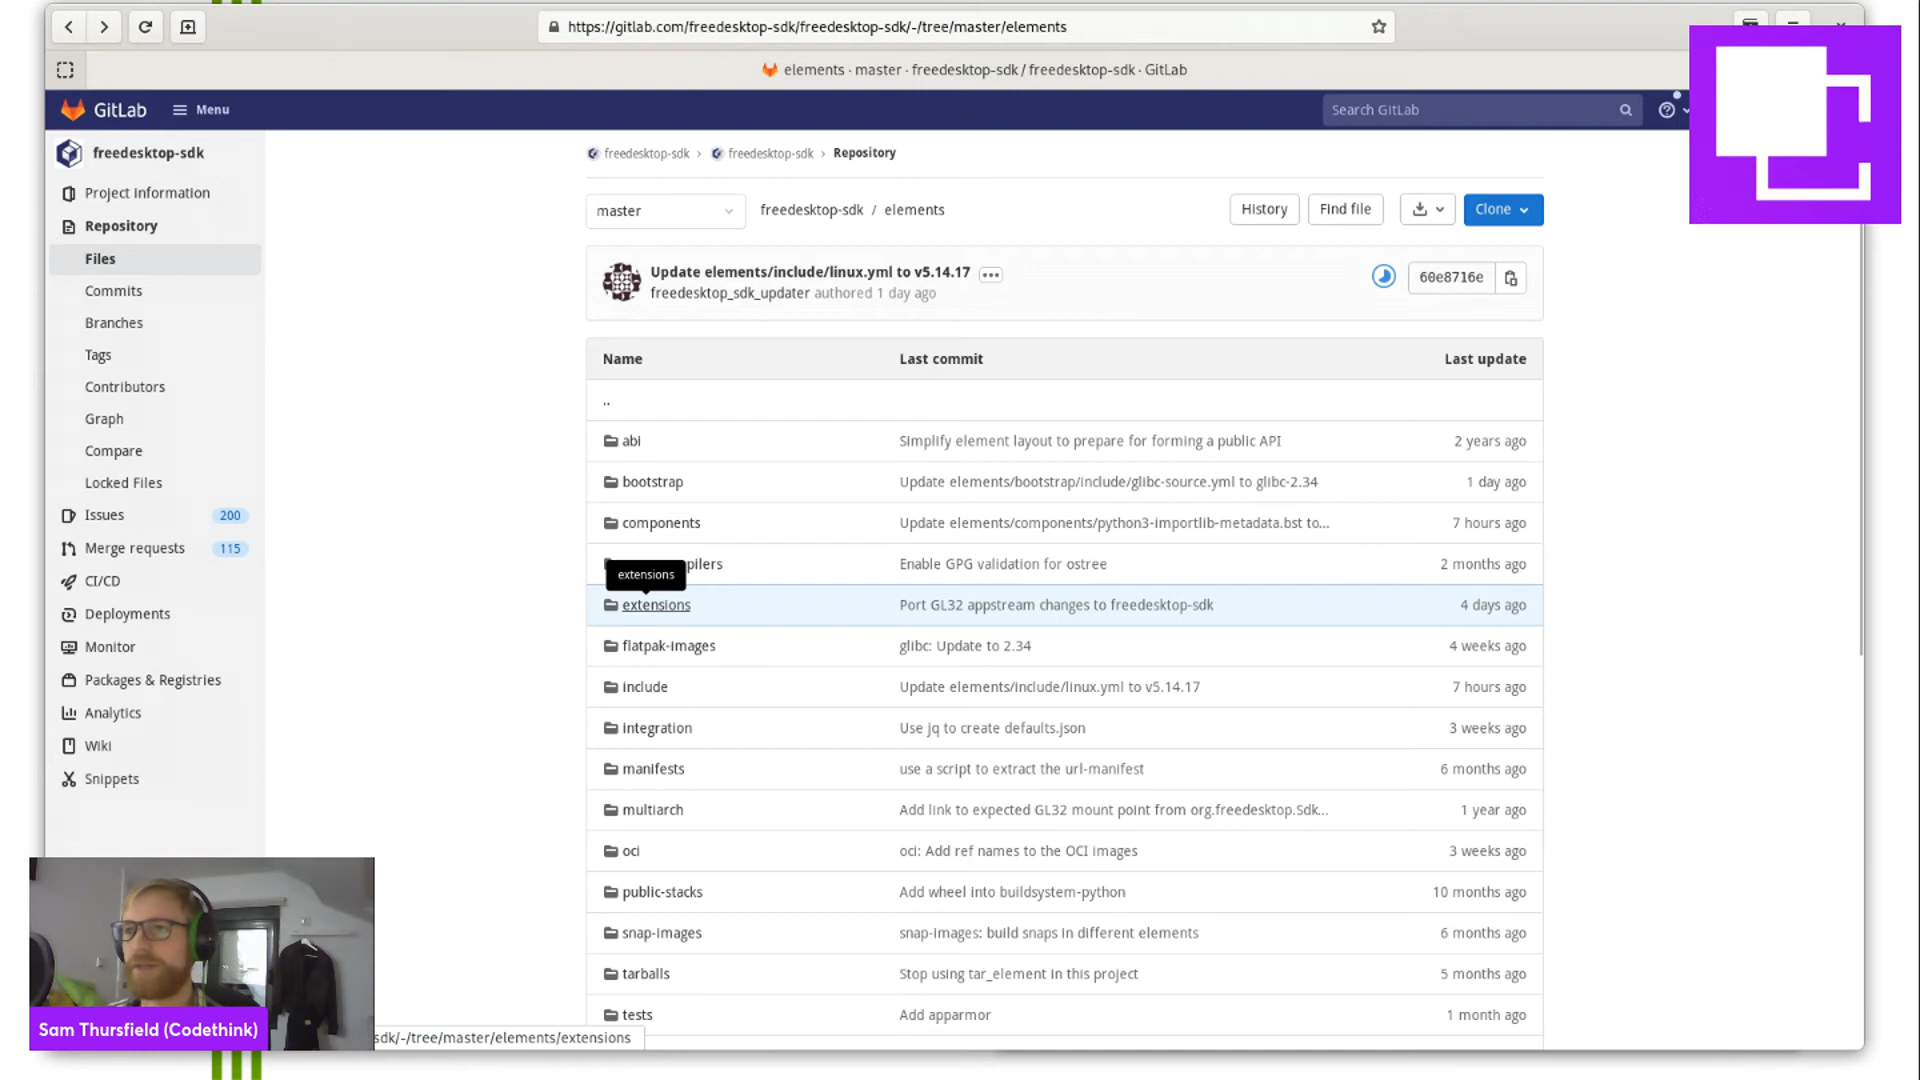 https://gitlab.com/freedesktop-sdk/freedesktop-sdk/-/tree/master/elements
elements · master · freedesktop-sdk / freedesktop-sdk · GitLab
GitLab
Menu
Search GitLab
freedesktop-sdk
Project information
Repository
Files
Commits
Branches
Tags
Contributors
Graph
Compare
Locked Files
Issues 200
Merge requests 115
CI/CD
Deployments
Monitor
Packages & Registries
Analytics
Wiki
Snippets
freedesktop-sdk › freedesktop-sdk › Repository
master
freedesktop-sdk / elements
History
Find file
Clone
Update elements/include/linux.yml to v5.14.17
freedesktop_sdk_updater authored 1 day ago
60e8716e
Name Last commit Last update
..
abi Simplify element layout to prepare for forming a public API 2 years ago
bootstrap Update elements/bootstrap/include/glibc-source.yml to glibc-2.34 1 day ago
components Update elements/components/python3-importlib-metadata.bst to... 7 hours ago
pilers Enable GPG validation for ostree 2 months ago
extensions
extensions Port GL32 appstream changes to freedesktop-sdk 4 days ago
flatpak-images glibc: Update to 2.34 4 weeks ago
include Update elements/include/linux.yml to v5.14.17 7 hours ago
integration Use jq to create defaults.json 3 weeks ago
manifests use a script to extract the url-manifest 6 months ago
multiarch Add link to expected GL32 mount point from org.freedesktop.Sdk... 1 year ago
oci oci: Add ref names to the OCI images 3 weeks ago
public-stacks Add wheel into buildsystem-python 10 months ago
snap-images snap-images: build snaps in different elements 6 months ago
tarballs Stop using tar_element in this project 5 months ago
tests Add apparmor 1 month ago
Sam Thursfield (Codethink)
sdk/-/tree/master/elements/extensions